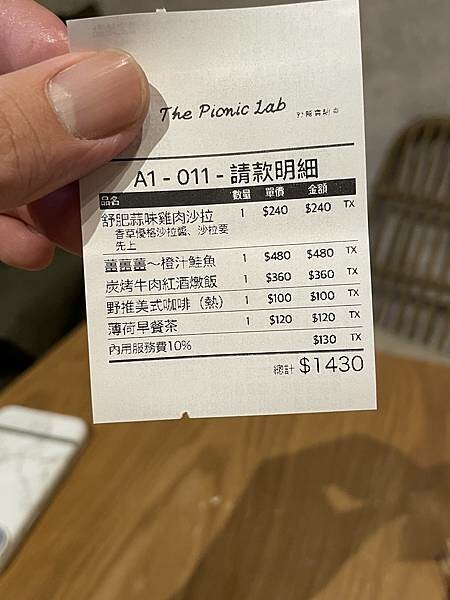 The Picnic Lab 野餐實驗室
A1 - 011 - 請款明細
品名 數量 單價 金額
舒肥蒜味雞肉沙拉 1 $240 $240 TX
香草優格沙拉醬、沙拉要
先上
薑薑薑～橙汁鮭魚 1 $480 $480 TX
炭烤牛肉紅酒燉飯 1 $360 $360 TX
野推美式咖啡（熱） 1 $100 $100 TX
薄荷早餐茶 1 $120 $120 TX
內用服務費10% $130 TX
總計 $1430